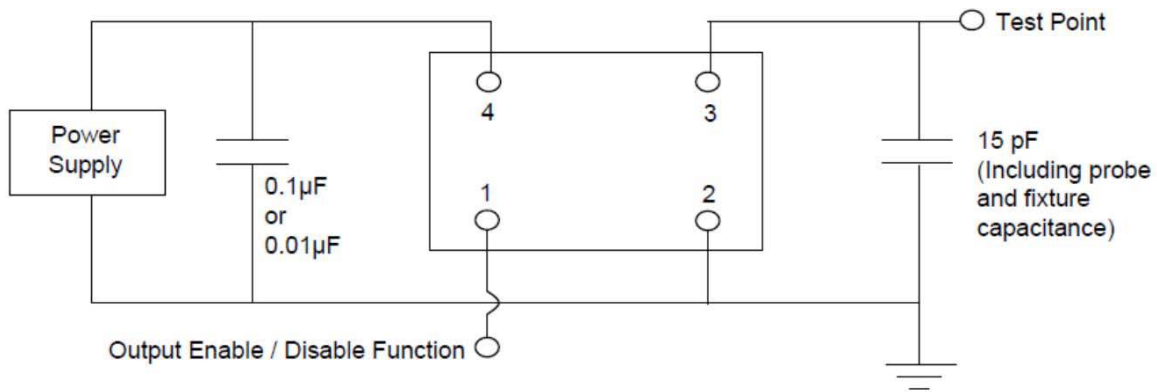 Test Point
Power
Supply
4
3
0.1µF
or
0.01µF
1
2
15 pF
(Including probe
and fixture
capacitance)
Output Enable / Disable Function